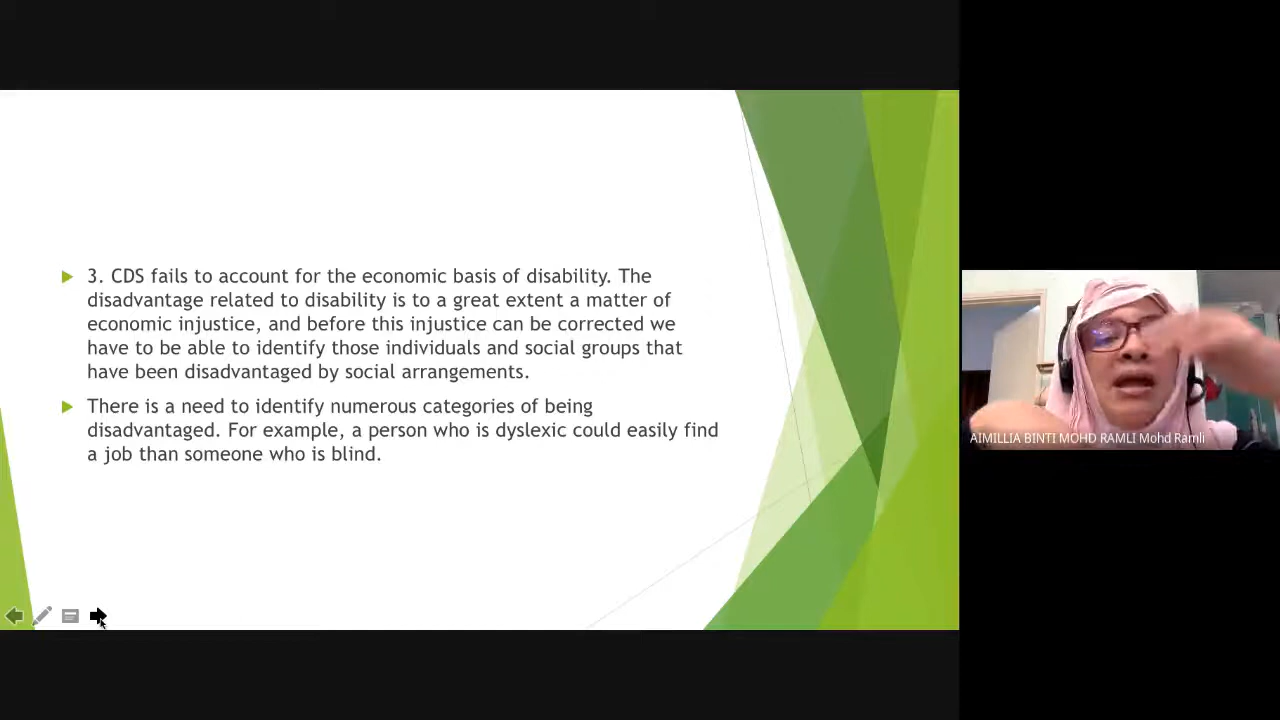 3. CDS fails to account for the economic basis of disability. The
disadvantage related to disability is to a great extent a matter of
economic injustice, and before this injustice can be corrected we
have to be able to identify those individuals and social groups that
have been disadvantaged by social arrangements.
There is a need to identify numerous categories of being
disadvantaged. For example, a person who is dyslexic could easily find
a job than someone who is blind.
AIMILLIA BINTI MOHD RAMLI Mohd Ramli